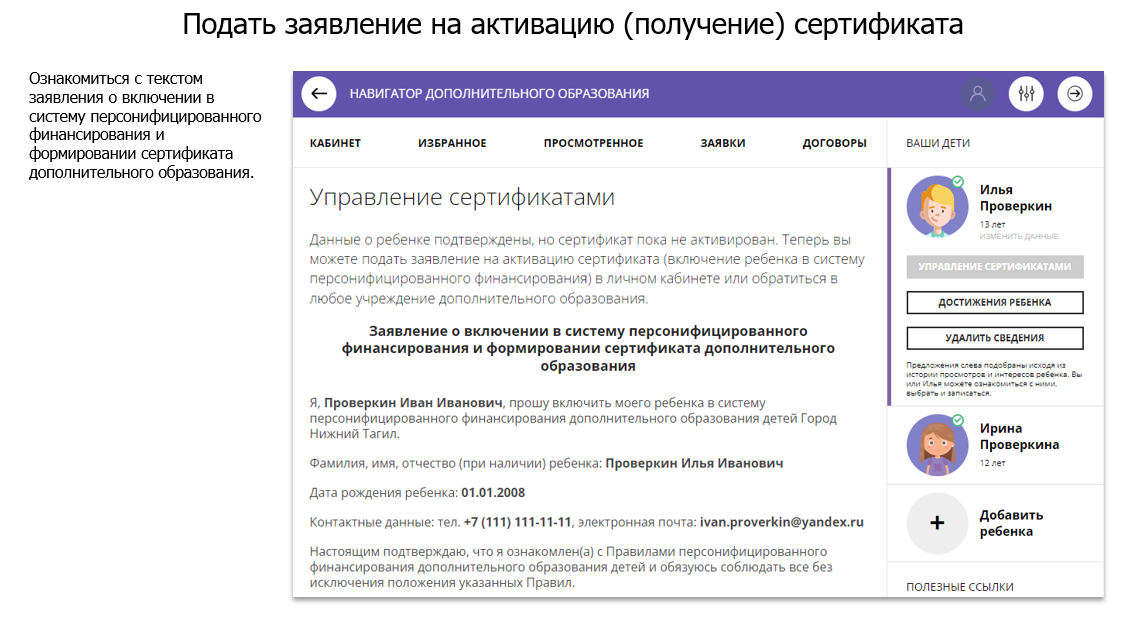 Подать заявление на активацию (получение) сертификата
Ознакомиться с текстом
заявления о включении в
систему персонифицированного
финансирования и
формировании сертификата
дополнительного образования.
НАВИГАТОР ДОПОЛНИТЕЛЬНОГО ОБРАЗОВАНИЯ
КАБИНЕТ ИЗБРАННОЕ ПРОСМОТРЕННОЕ ЗАЯВКИ ДОГОВОРЫ
Управление сертификатами
Данные о ребенке подтверждены, но сертификат пока не активирован. Теперь вы
можете подать заявление на активацию сертификата (включение ребенка в систему
персонифицированного финансирования) в личном кабинете или обратиться в
любое учреждение дополнительного образования.
Заявление о включении в систему персонифицированного
финансирования и формировании сертификата дополнительного
образования
Я, Проверкин Иван Иванович, прошу включить моего ребенка в систему
персонифицированного финансирования дополнительного образования детей Город
Нижний Тагил.
Фамилия, имя, отчество (при наличии) ребенка: Проверкин Илья Иванович
Дата рождения ребенка: 01.01.2008
Контактные данные: тел. +7 (111) 111-11-11, электронная почта: ivan.proverkin@yandex.ru
Настоящим подтверждаю, что я ознакомлен(а) с Правилами персонифицированного
финансирования дополнительного образования детей и обязуюсь соблюдать все без
исключения положения указанных Правил.
ВАШИ ДЕТИ
Илья
Проверкин
13 лет
ИЗМЕНИТЬ ДАННЫЕ
УПРАВЛЕНИЕ СЕРТИФИКАТАМИ
ДОСТИЖЕНИЯ РЕБЕНКА
УДАЛИТЬ СВЕДЕНИЯ
Предложения слева подобраны исходя из
истории просмотров и интересов ребенка. Вы
или Илья можете ознакомиться с ними,
выбрать и записаться.
Ирина
Проверкина
12 лет
Добавить
ребенка
ПОЛЕЗНЫЕ ССЫЛКИ